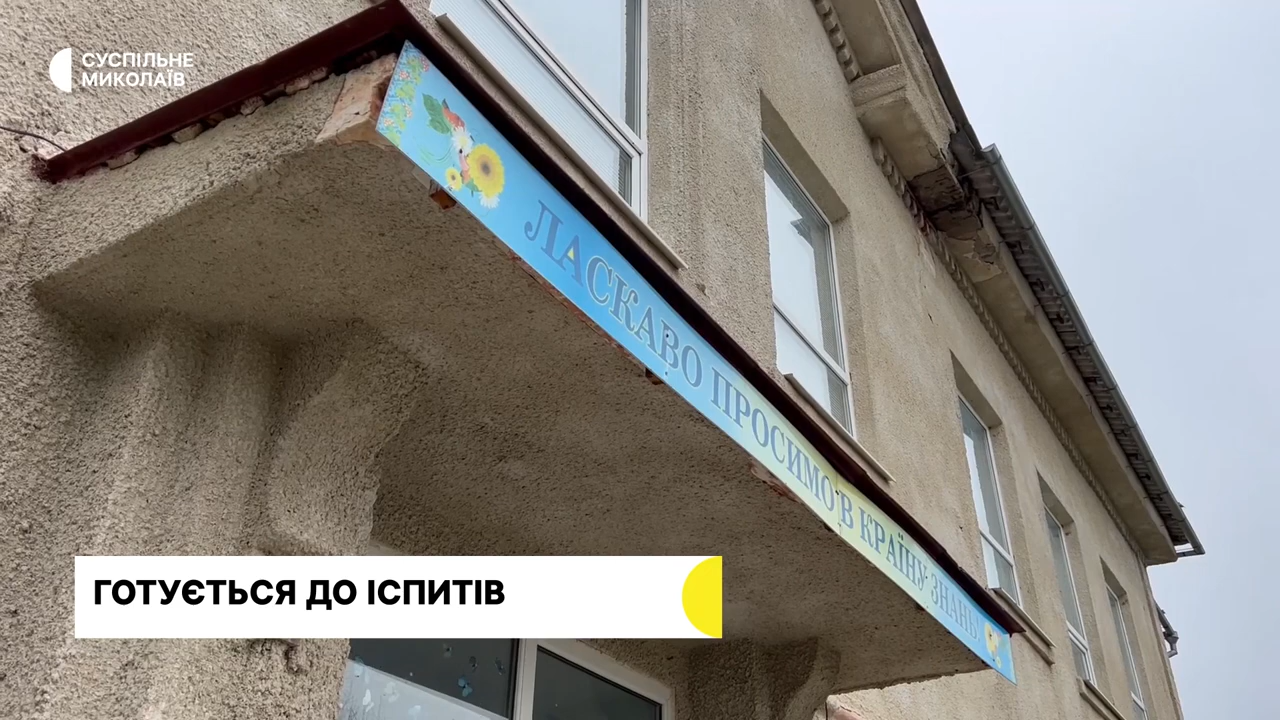 СУСПІЛЬНЕ
МИКОЛАЇВ
ЛАСКАВО ПРОСИМО В КРАЇНУ ЗНАНЬ!
ГОТУЄТЬСЯ ДО ІСПИТІВ